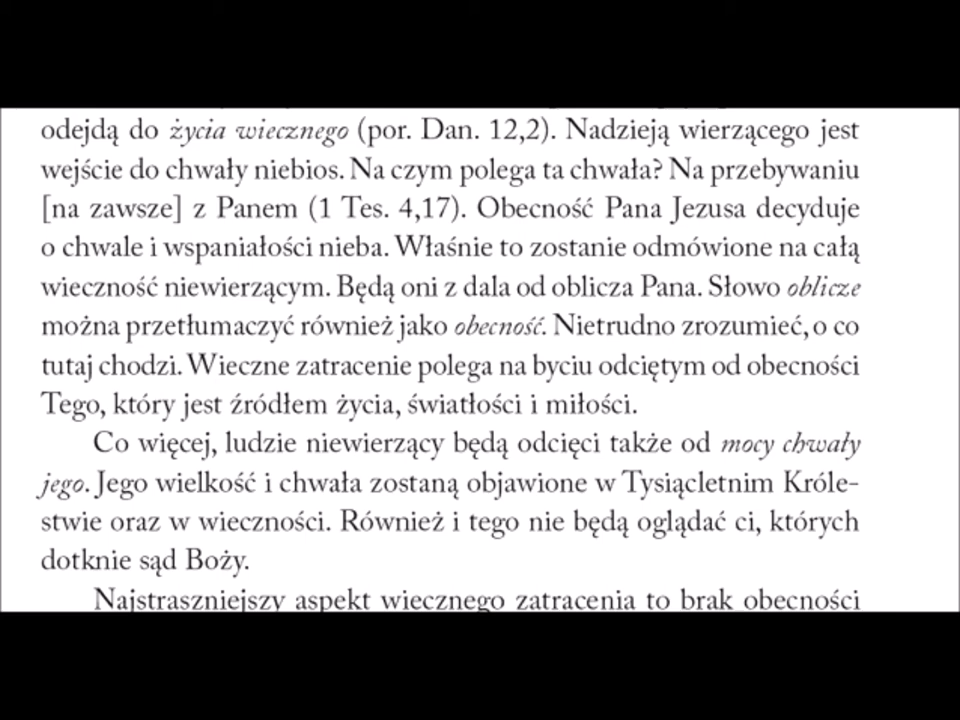 odejdą do życia wiecznego (por. Dan. 12,2). Nadzieją wierzącego jest
wejście do chwały niebios. Na czym polega ta chwała? Na przebywaniu
[na zawsze] z Panem (1 Tes. 4,17). Obecność Pana Jezusa decyduje
o chwale i wspaniałości nieba. Właśnie to zostanie odmówione na całą
wieczność niewierzącym. Będą oni z dala od oblicza Pana. Słowo oblicze
można przetłumaczyć również jako obecność. Nietrudno zrozumieć, o co
tutaj chodzi. Wieczne zatracenie polega na byciu odciętym od obecności
Tego, który jest źródłem życia, światłości i miłości.
Co więcej, ludzie niewierzący będą odcięci także od mocy chwały
jego. Jego wielkość i chwała zostaną objawione w Tysiącletnim Króle-
stwie oraz w wieczności. Również i tego nie będą oglądać ci, których
dotknie sąd Boży.
Najstraszniejszy aspekt wiecznego zatracenia to brak obecności